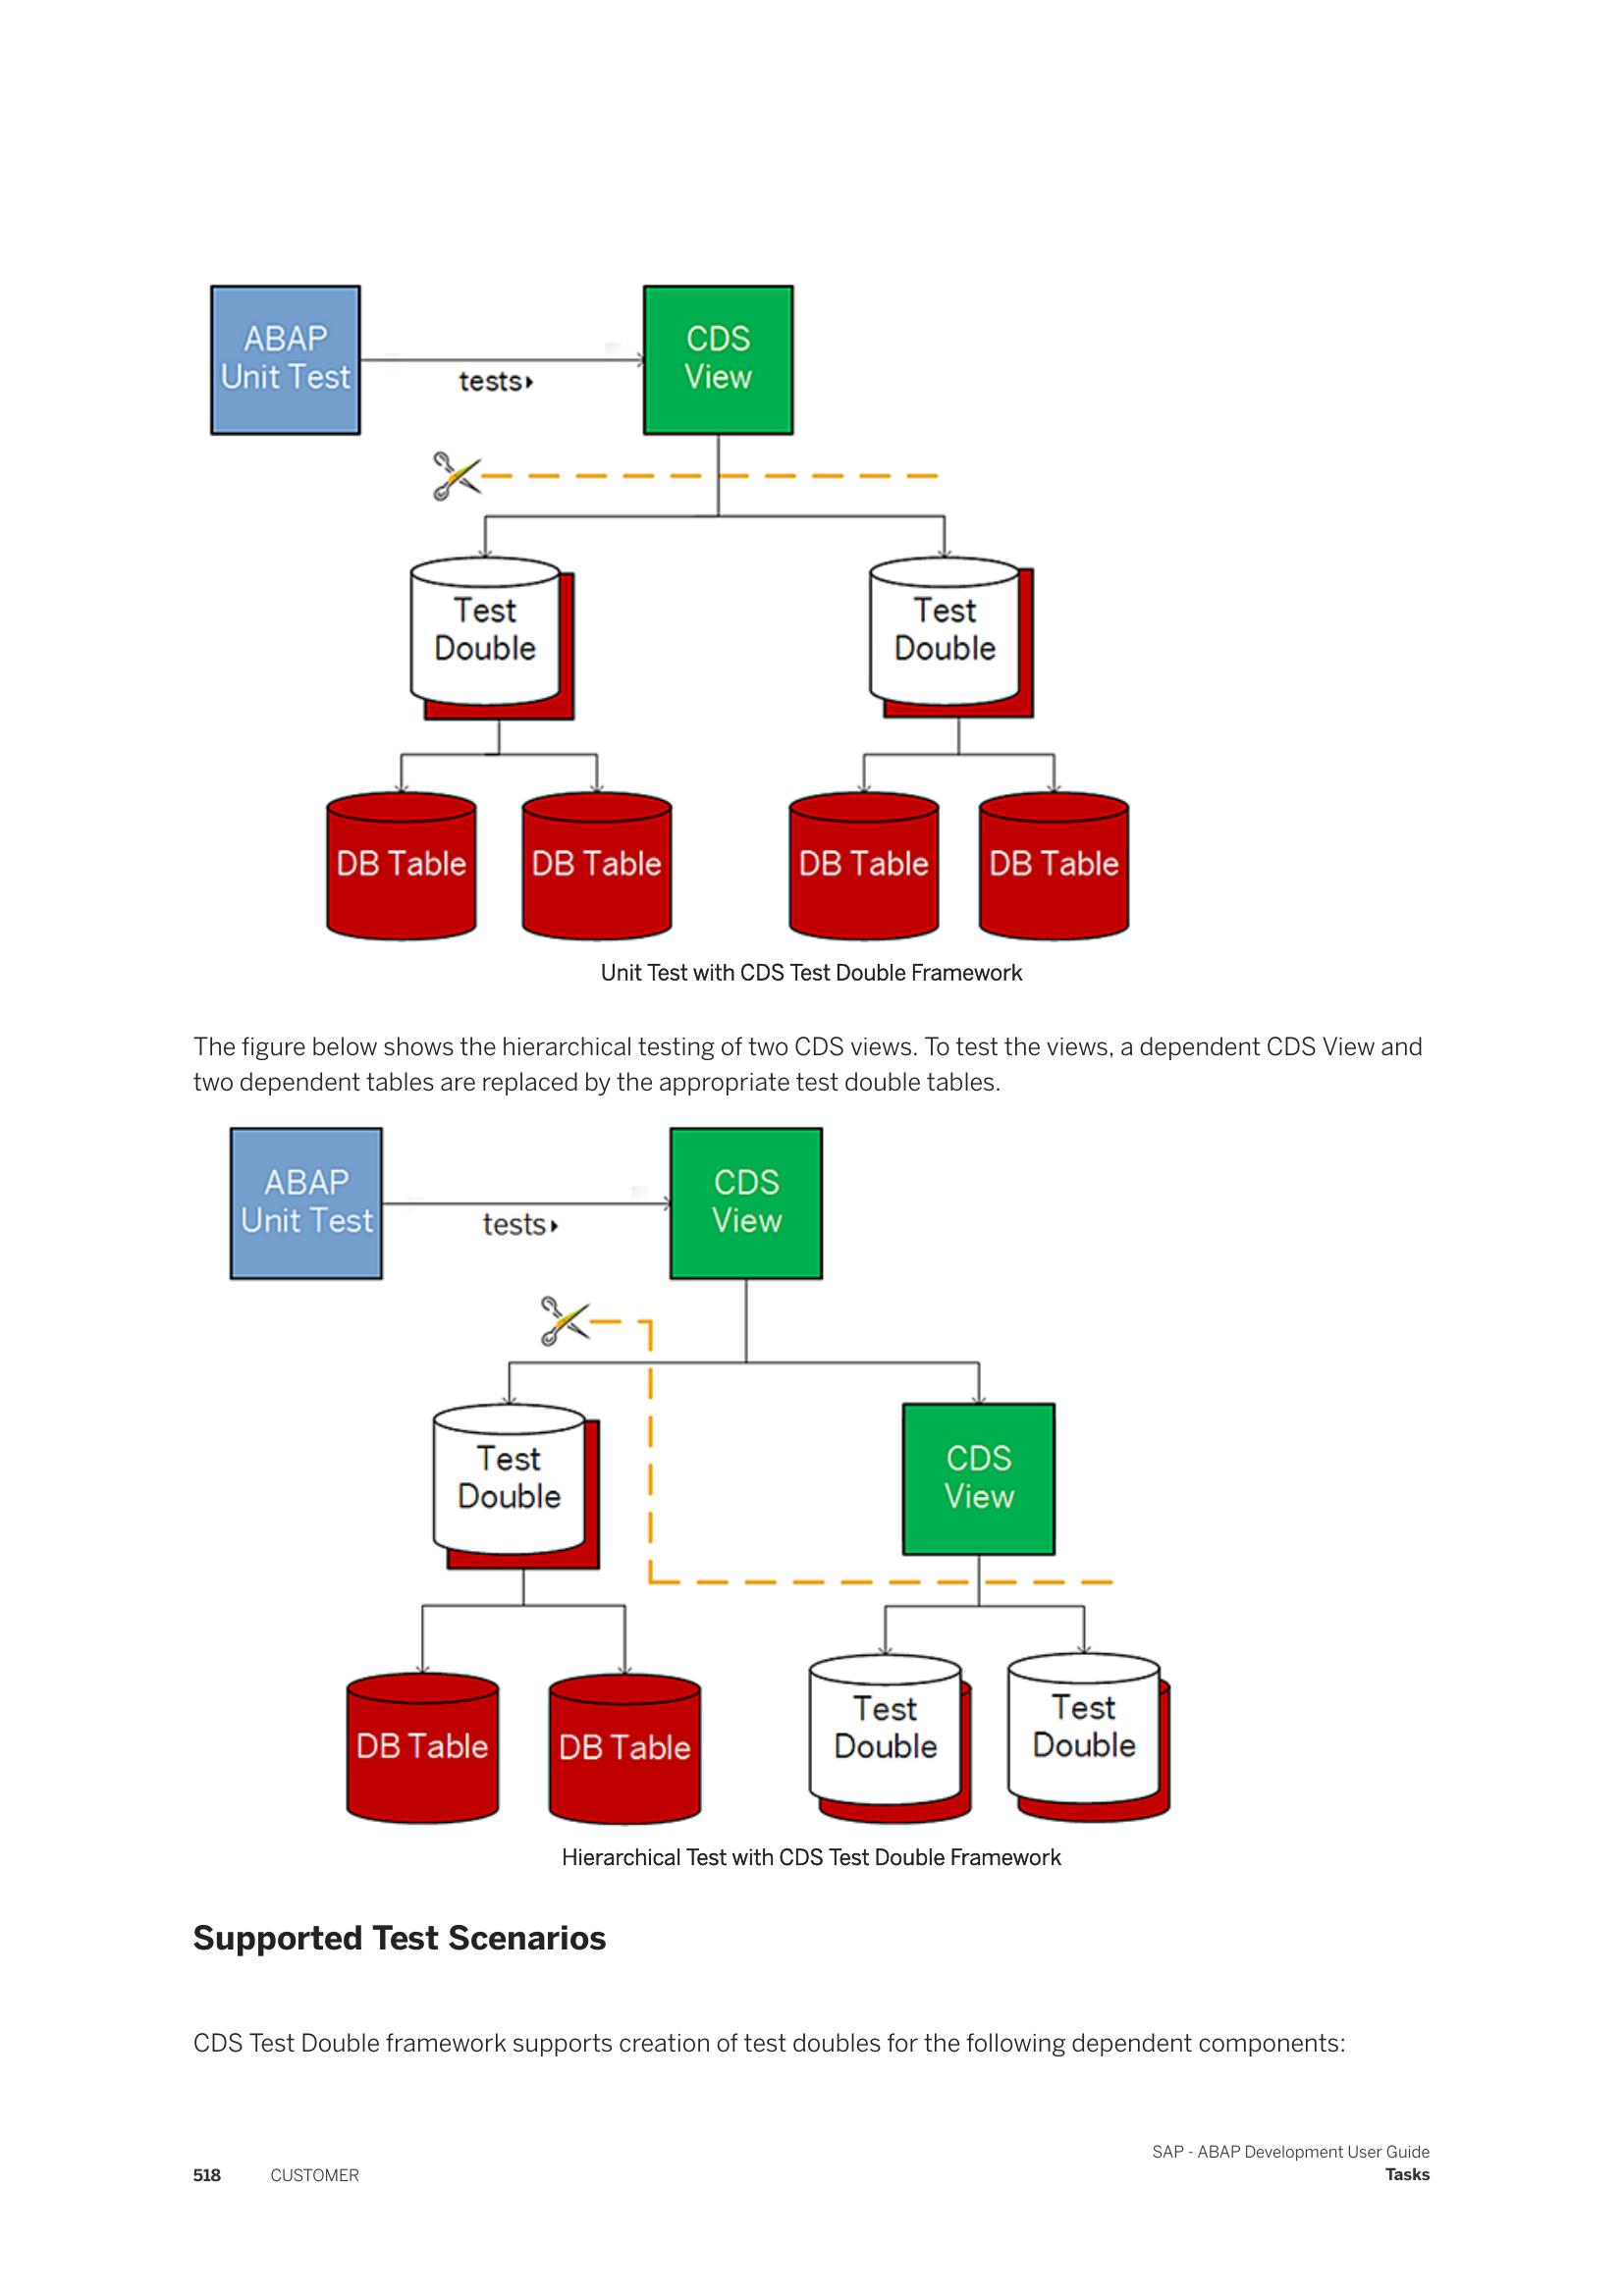 ABAP
Unit Test
tests
CDS
View
Test
Double
Test
Double
DB Table
DB Table
DB Table
DB Table
Unit Test with CDS Test Double Framework
The figure below shows the hierarchical testing of two CDS views. To test the views, a dependent CDS View and
two dependent tables are replaced by the appropriate test double tables.
ABAP
Unit Test
tests
CDS
View
Test
Double
CDS
View
DB Table
DB Table
Test
Double
Test
Double
Hierarchical Test with CDS Test Double Framework
Supported Test Scenarios
CDS Test Double framework supports creation of test doubles for the following dependent components:
518 CUSTOMER
SAP - ABAP Development User Guide
Tasks